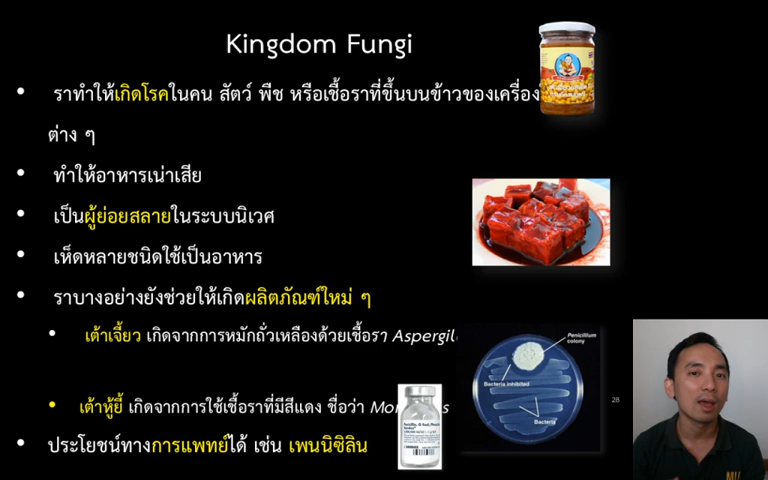 Kingdom Fungi
• ราทำให้เกิดโรคในคน สัตว์ พืช หรือเชื้อราที่ขึ้นบนข้าวของเครื่อง
ต่าง ๆ
• ทำให้อาหารเน่าเสีย
• เป็นผู้ย่อยสลายในระบบนิเวศ
• เห็ดหลายชนิดใช้เป็นอาหาร
• ราบางอย่างยังช่วยให้เกิดผลิตภัณฑ์ใหม่ ๆ
• เต้าเจี้ยว เกิดจากการหมักถั่วเหลืองด้วยเชื้อรา Aspergil
Penicillium
colony
Bacteria inhibited
Bacteria
28
• เต้าหู้ยี้ เกิดจากการใช้เชื้อราที่มีสีแดง ชื่อว่า Mon
• ประโยชน์ทางการแพทย์ได้ เช่น เพนนิซิลิน